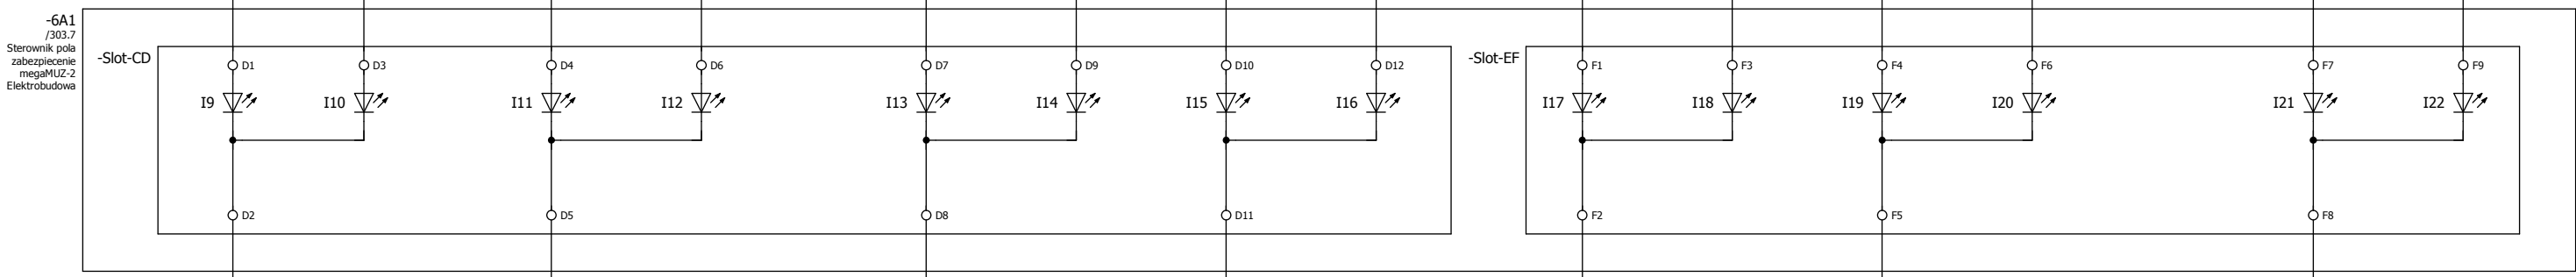 -6A1
/303.7
Sterownik pola
zabezpiecenie
megaMUZ-2
Elektrobudowa
-Slot-CD
-Slot-EF
D1 D3 D4 D6 D7 D9 D10 D12 F1 F3 F4 F6 F7 F9
I9 I10 I11 I12 I13 I14 I15 I16 I17 I18 I19 I20 I21 I22
D2 D5 D8 D11 F2 F5 F8